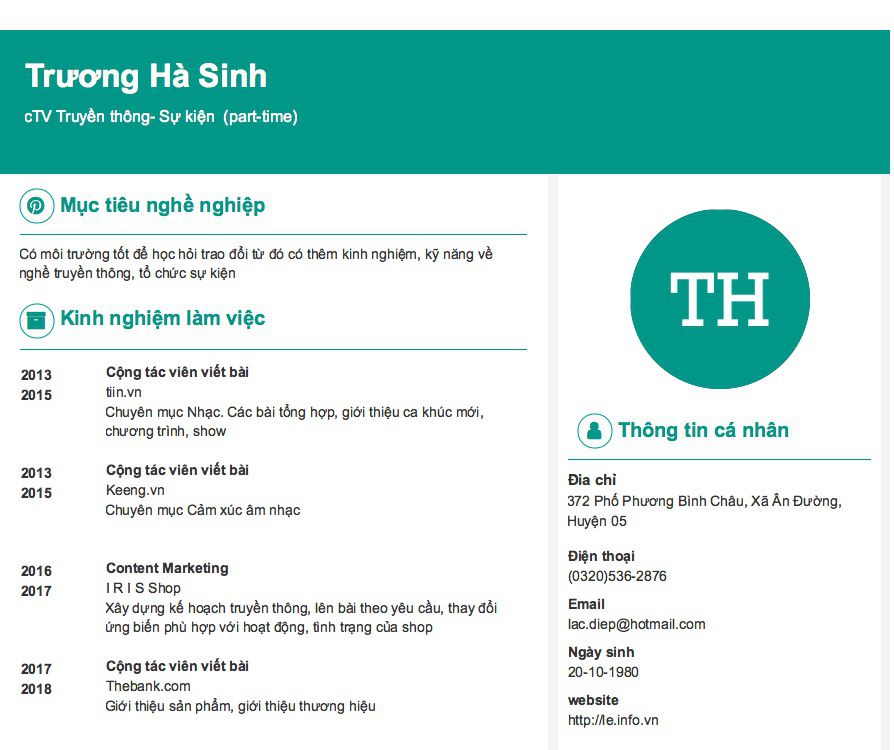 Trương Hà Sinh
cTV Truyền thông- Sự kiện (part-time)
Mục tiêu nghề nghiệp
Có môi trường tốt để học hỏi trao đổi từ đó có thêm kinh nghiệm, kỹ năng về
nghề truyền thông, tổ chức sự kiện
Kinh nghiệm làm việc
2013
2015
Cộng tác viên viết bài
tiin.vn
Chuyên mục Nhạc. Các bài tổng hợp, giới thiệu ca khúc mới,
chương trình, show
2013
2015
Cộng tác viên viết bài
Keeng.vn
Chuyên mục Cảm xúc âm nhạc
2016
2017
Content Marketing
I R I S Shop
Xây dựng kế hoạch truyền thông, lên bài theo yêu cầu, thay đổi
ứng biến phù hợp với hoạt động, tình trạng của shop
2017
2018
Cộng tác viên viết bài
Thebank.com
Giới thiệu sản phẩm, giới thiệu thương hiệu
TH
Thông tin cá nhân
Đia chỉ
372 Phố Phương Bình Châu, Xã Ân Đường,
Huyện 05
Điện thoại
(0320)536-2876
Email
lac.diep@hotmail.com
Ngày sinh
20-10-1980
website
http://le.info.vn